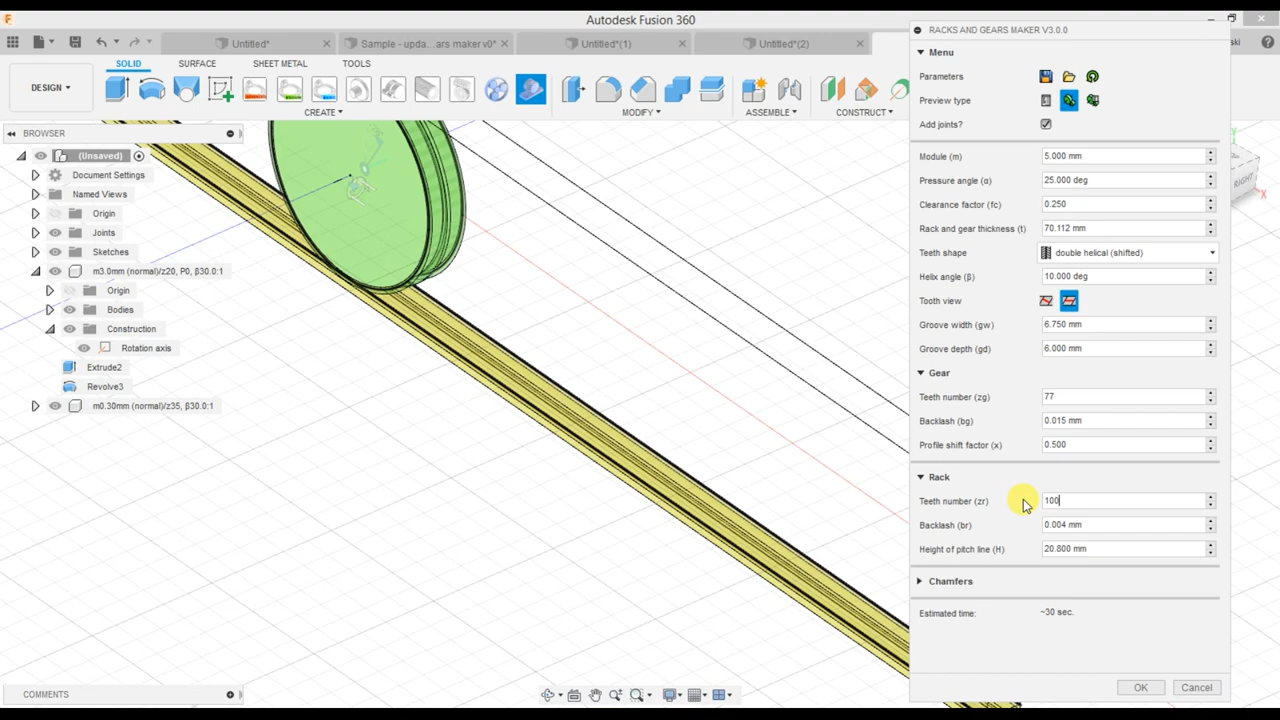 Autodesk Fusion 360
Untitled*
Sample - upda...ars maker v0*
Untitled*(1)
Untitled*(2)
SOLID SURFACE SHEET METAL TOOLS
DESIGN
CREATE MODIFY ASSEMBLE CONSTRUCT
BROWSER
(Unsaved)
Document Settings
Named Views
Origin
Joints
Sketches
m3.0mm (normal)/z20, P0, β30.0:1
Origin
Bodies
Construction
Rotation axis
Extrude2
Revolve3
m0.30mm (normal)/z35, β30.0:1
COMMENTS
RIGHT
Y
X
RACKS AND GEARS MAKER V3.0.0
Menu
Parameters
Preview type
Add joints?
Module (m) 5.000 mm
Pressure angle (α) 25.000 deg
Clearance factor (fc) 0.250
Rack and gear thickness (t) 70.112 mm
Teeth shape double helical (shifted)
Helix angle (β) 10.000 deg
Tooth view
Groove width (gw) 6.750 mm
Groove depth (gd) 6.000 mm
Gear
Teeth number (zg) 77
Backlash (bg) 0.015 mm
Profile shift factor (x) 0.500
Rack
Teeth number (zr) 100
Backlash (br) 0.004 mm
Height of pitch line (H) 20.800 mm
Chamfers
Estimated time: ~30 sec.
OK Cancel